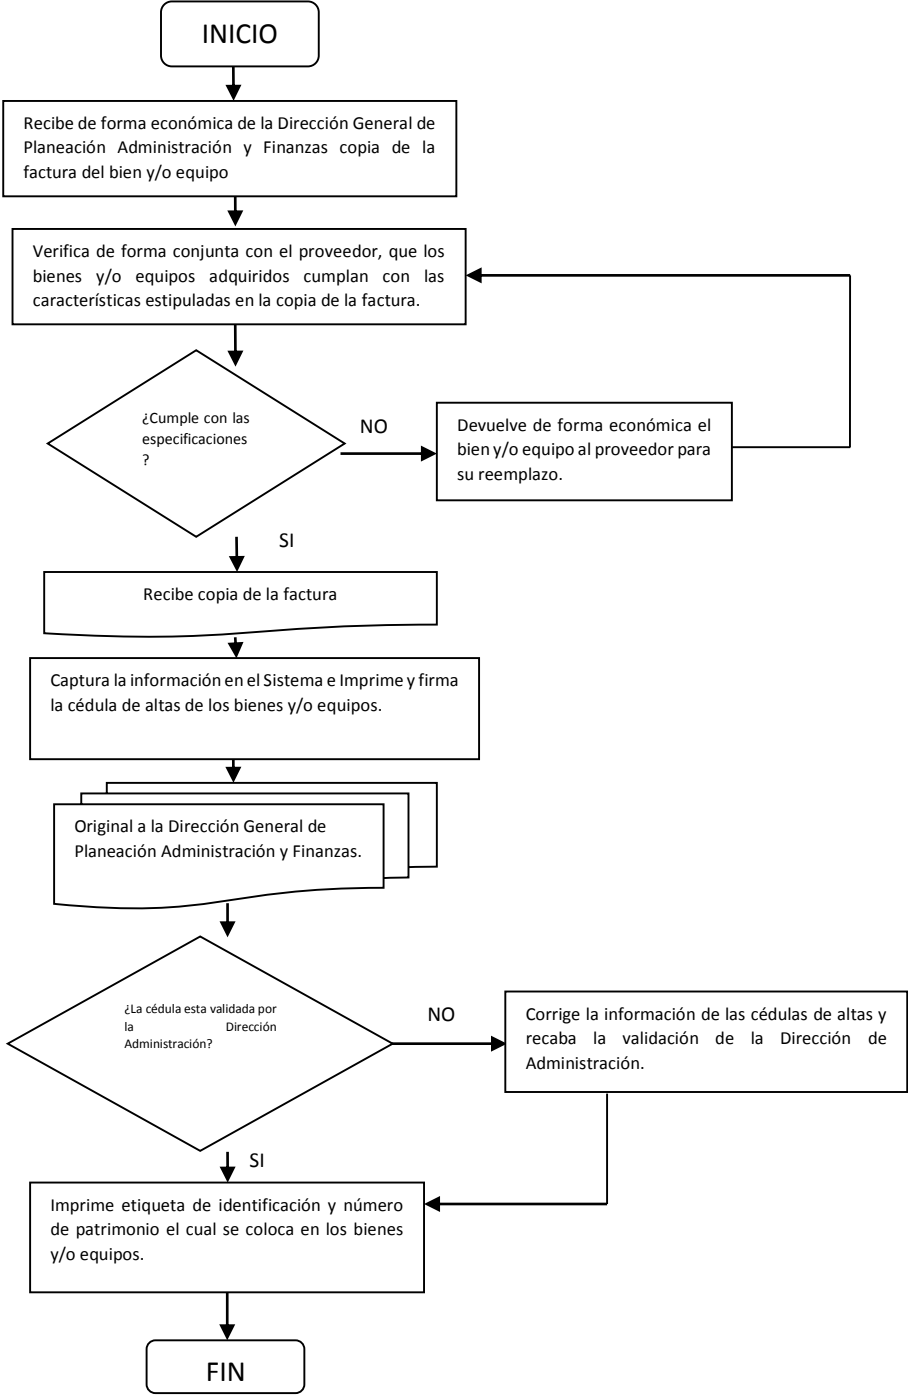 INICIO
Recibe de forma económica de la Dirección General de
Planeación Administración y Finanzas copia de la
factura del bien y/o equipo
Verifica de forma conjunta con el proveedor, que los
bienes y/o equipos adquiridos cumplan con las
características estipuladas en la copia de la factura.
¿Cumple con las
especificaciones
?
NO
Devuelve de forma económica el
bien y/o equipo al proveedor para
su reemplazo.
SI
Recibe copia de la factura
Captura la información en el Sistema e Imprime y firma
la cédula de altas de los bienes y/o equipos.
Original a la Dirección General de
Planeación Administración y Finanzas.
¿La cédula esta validada por
la Dirección
Administración?
NO
Corrige la información de las cédulas de altas y
recaba la validación de la Dirección de
Administración.
SI
Imprime etiqueta de identificación y número
de patrimonio el cual se coloca en los bienes
y/o equipos.
FIN